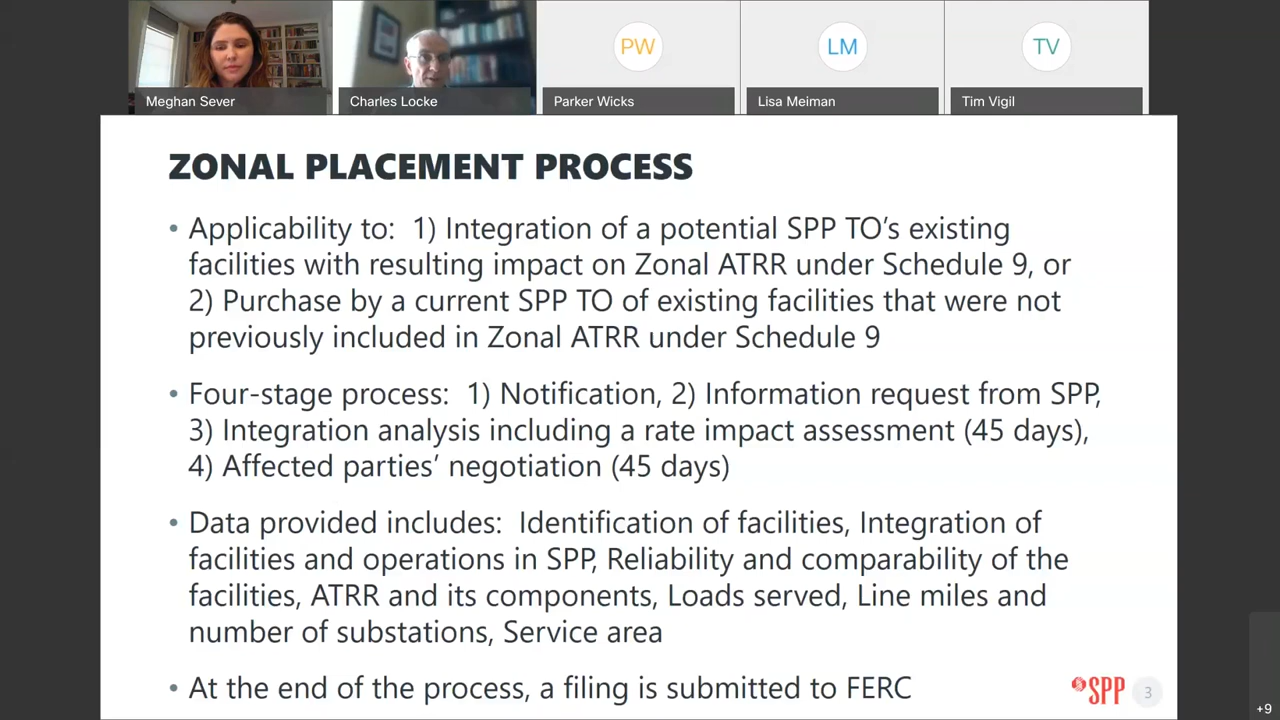 PW
LM
TV
Meghan Sever
Charles Locke
Parker Wicks
Lisa Meiman
Tim Vigil
ZONAL PLACEMENT PROCESS
• Applicability to: 1) Integration of a potential SPP TO’s existing
facilities with resulting impact on Zonal ATRR under Schedule 9, or
2) Purchase by a current SPP TO of existing facilities that were not
previously included in Zonal ATRR under Schedule 9
• Four-stage process: 1) Notification, 2) Information request from SPP,
3) Integration analysis including a rate impact assessment (45 days),
4) Affected parties’ negotiation (45 days)
• Data provided includes: Identification of facilities, Integration of
facilities and operations in SPP, Reliability and comparability of the
facilities, ATRR and its components, Loads served, Line miles and
number of substations, Service area
• At the end of the process, a filing is submitted to FERC
SPP
3
+9